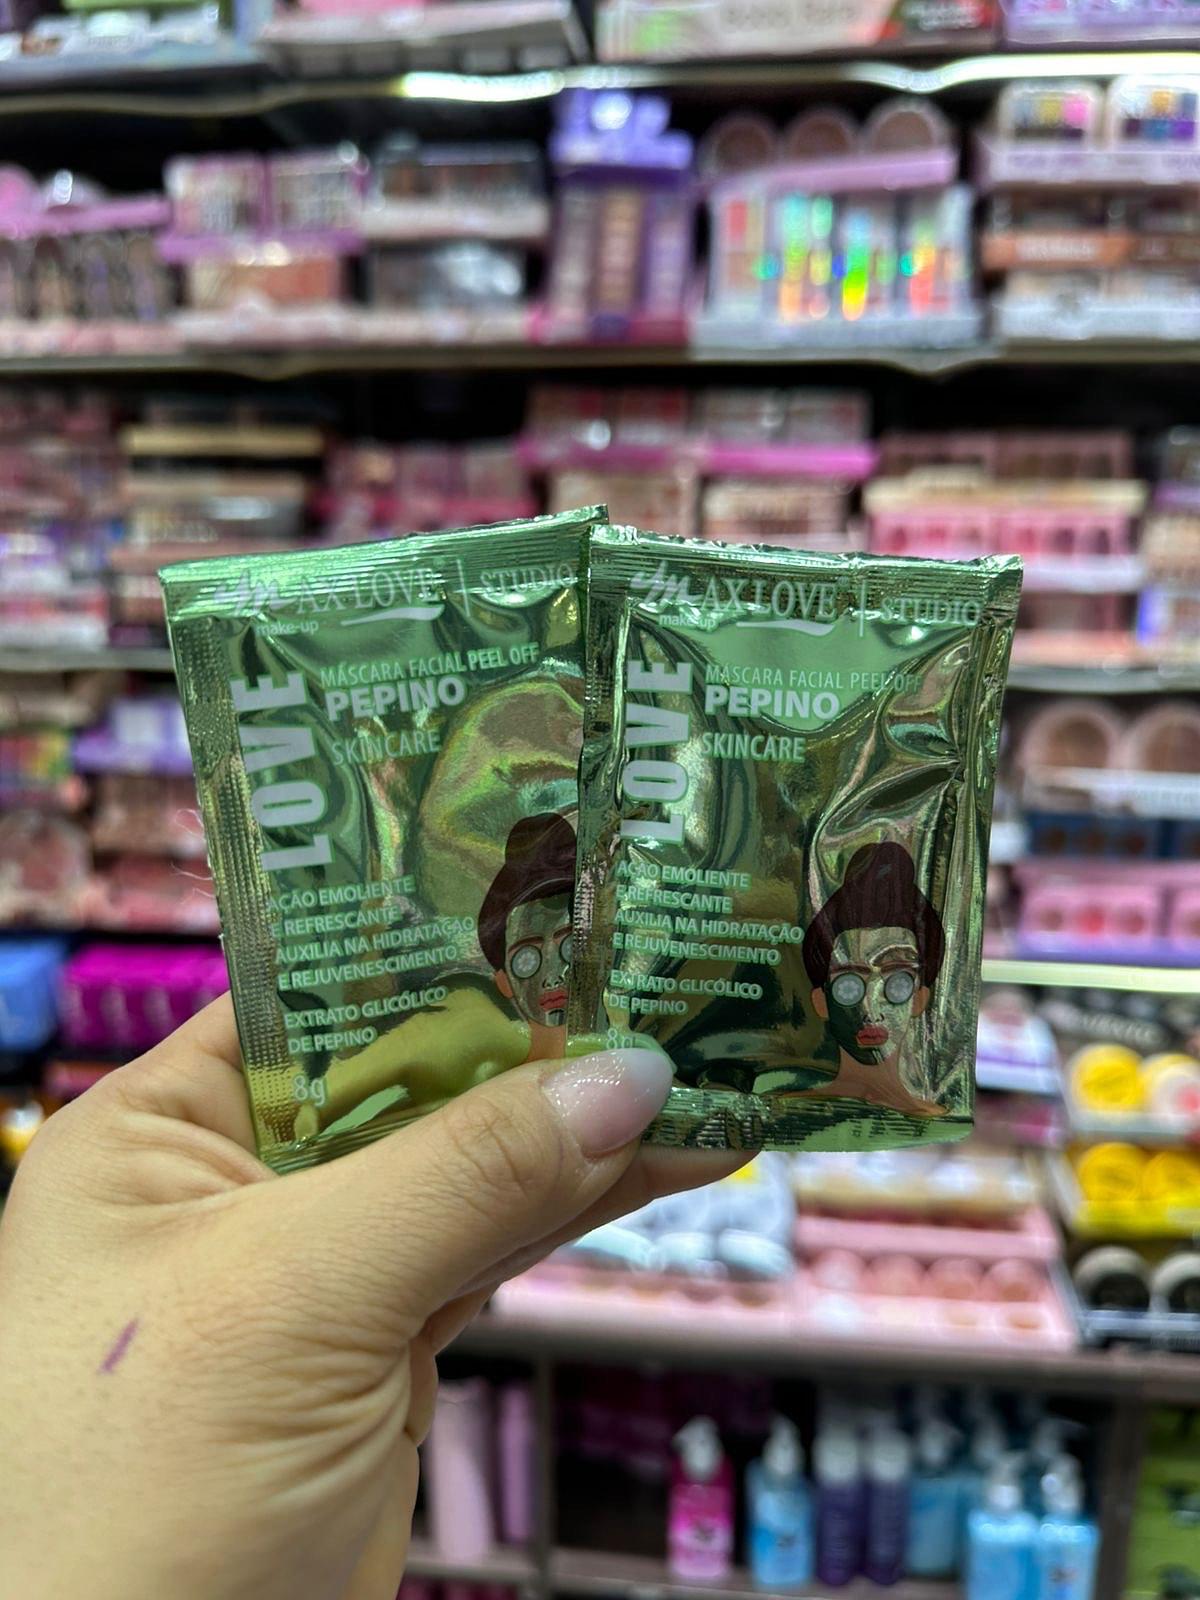 MAX LOVE | STUDIO
make-up
MÁSCARA FACIAL PEEL OFF
PEPINO
SKINCARE
LOVE
AÇÃO EMOLIENTE
E REFRESCANTE
AUXILIA NA HIDRATAÇÃO
E REJUVENESCIMENTO
EXTRATO GLICÓLICO
DE PEPINO
8g
MAX LOVE | STUDIO
make-up
MÁSCARA FACIAL PEEL OFF
PEPINO
SKINCARE
LOVE
AÇÃO EMOLIENTE
E REFRESCANTE
AUXILIA NA HIDRATAÇÃO
E REJUVENESCIMENTO
EXTRATO GLICÓLICO
DE PEPINO
8g